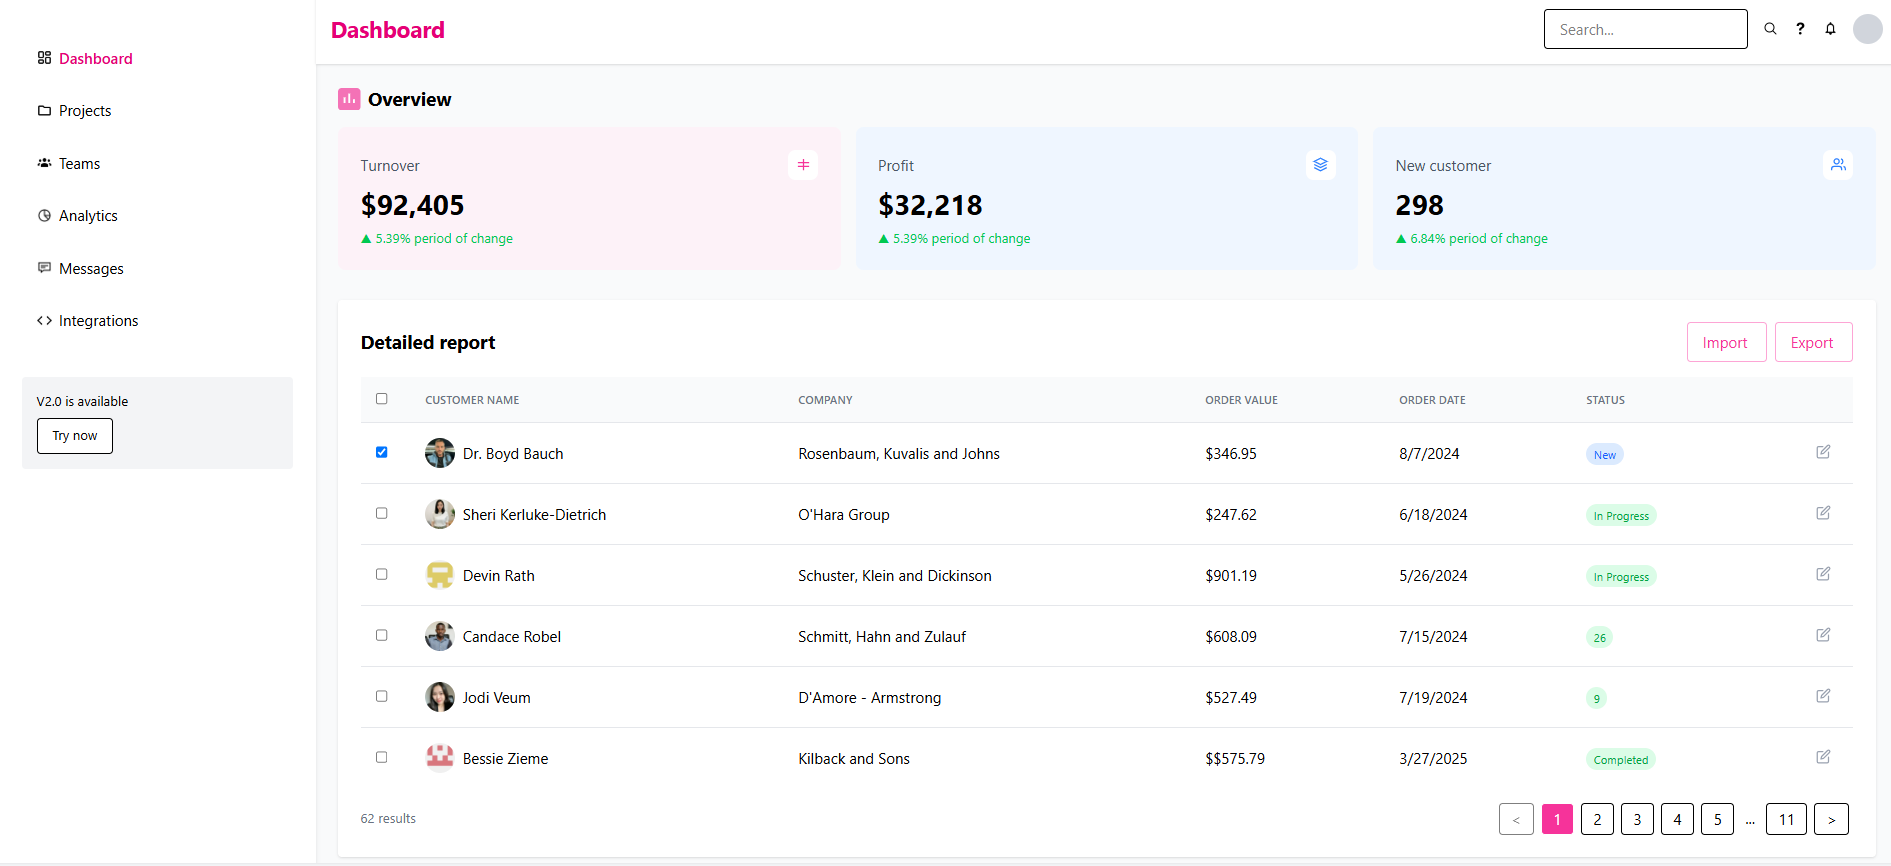 Dashboard
Search...
?
Dashboard
Projects
Teams
Analytics
Messages
Integrations
V2.0 is available
Try now
Overview
Turnover
$92,405
▲ 5.39% period of change
Profit
$32,218
▲ 5.39% period of change
New customer
298
▲ 6.84% period of change
Detailed report
Import Export
CUSTOMER NAME COMPANY ORDER VALUE ORDER DATE STATUS
Dr. Boyd Bauch Rosenbaum, Kuvalis and Johns $346.95 8/7/2024 New
Sheri Kerluke-Dietrich O'Hara Group $247.62 6/18/2024 In Progress
Devin Rath Schuster, Klein and Dickinson $901.19 5/26/2024 In Progress
Candace Robel Schmitt, Hahn and Zulauf $608.09 7/15/2024 26
Jodi Veum D'Amore - Armstrong $527.49 7/19/2024 9
Bessie Zieme Kilback and Sons $$575.79 3/27/2025 Completed
62 results
< 1 2 3 4 5 ... 11 >